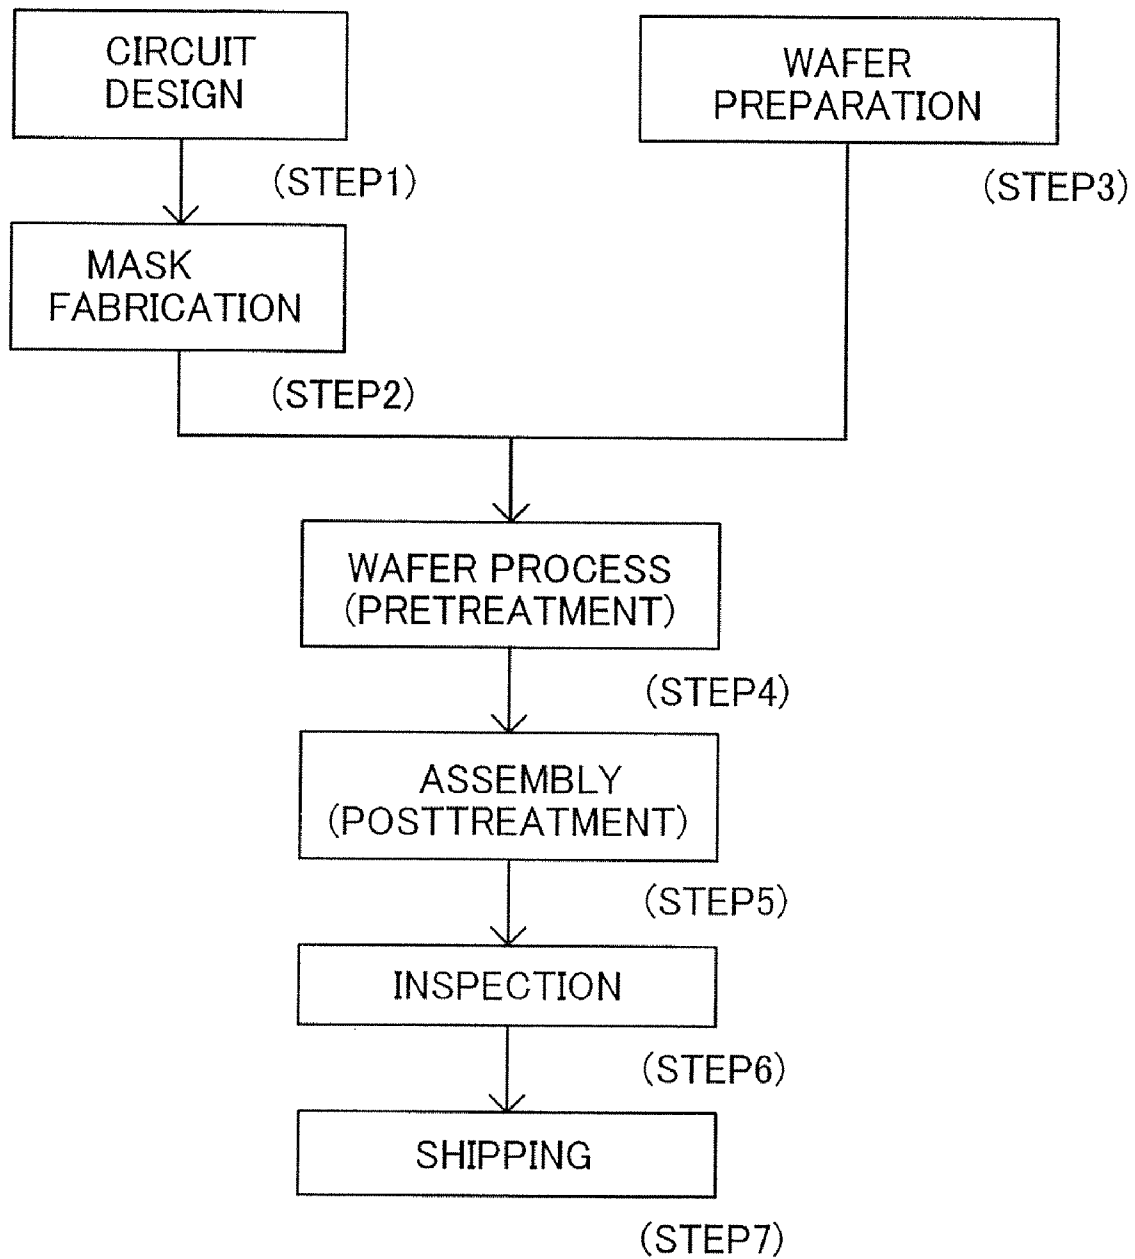 CIRCUIT
DESIGN
(STEP1)
MASK
FABRICATION
(STEP2)
WAFER
PREPARATION
(STEP3)
WAFER PROCESS
(PRETREATMENT)
(STEP4)
ASSEMBLY
(POSTTREATMENT)
(STEP5)
INSPECTION
(STEP6)
SHIPPING
(STEP7)